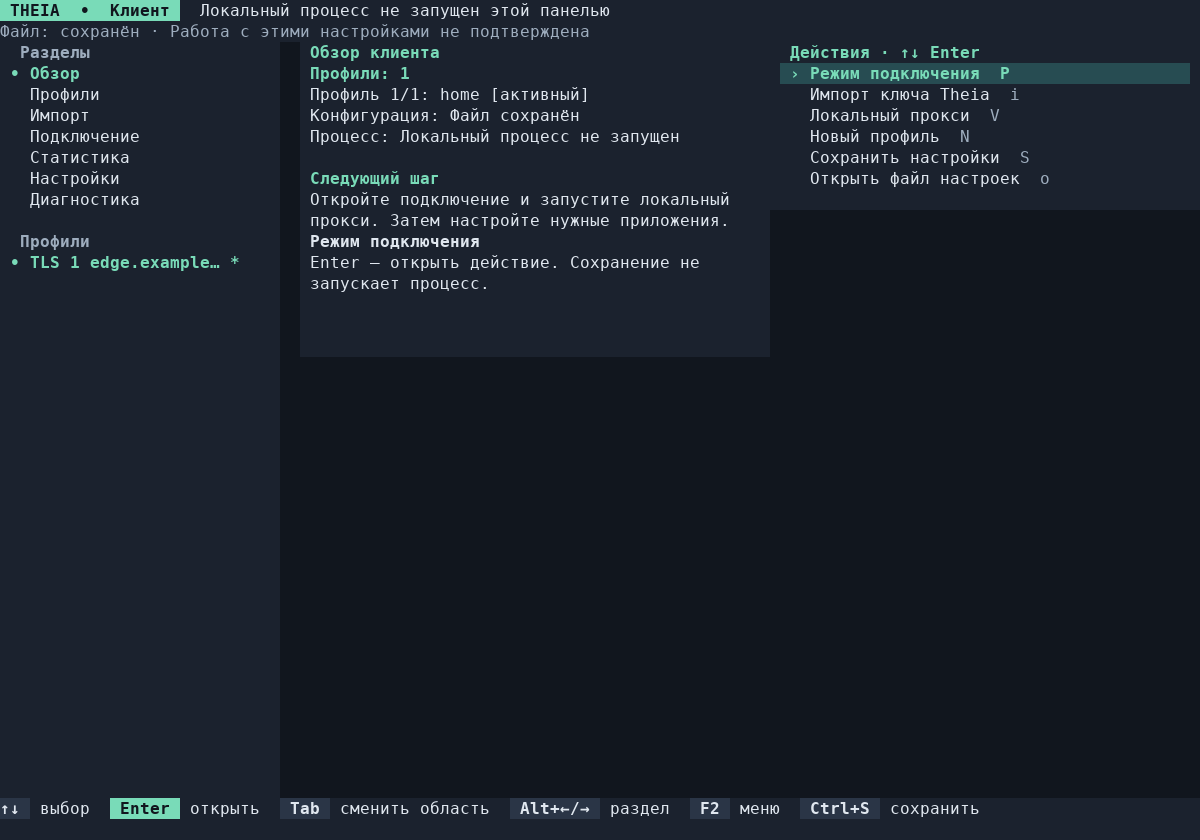 THEIA • Клиент Локальный процесс не запущен этой панелью
Файл: сохранён · Работа с этими настройками не подтверждена
Разделы
• Обзор
Профили
Импорт
Подключение
Статистика
Настройки
Диагностика
Профили
• TLS 1 edge.example… *
Обзор клиента
Профили: 1
Профиль 1/1: home [активный]
Конфигурация: Файл сохранён
Процесс: Локальный процесс не запущен
Следующий шаг
Откройте подключение и запустите локальный
прокси. Затем настройте нужные приложения.
Режим подключения
Enter — открыть действие. Сохранение не
запускает процесс.
Действия · ↑↓ Enter
› Режим подключения P
Импорт ключа Theia i
Локальный прокси V
Новый профиль N
Сохранить настройки S
Открыть файл настроек o
↑↓ выбор Enter открыть Tab сменить область Alt+←/→ раздел F2 меню Ctrl+S сохранить